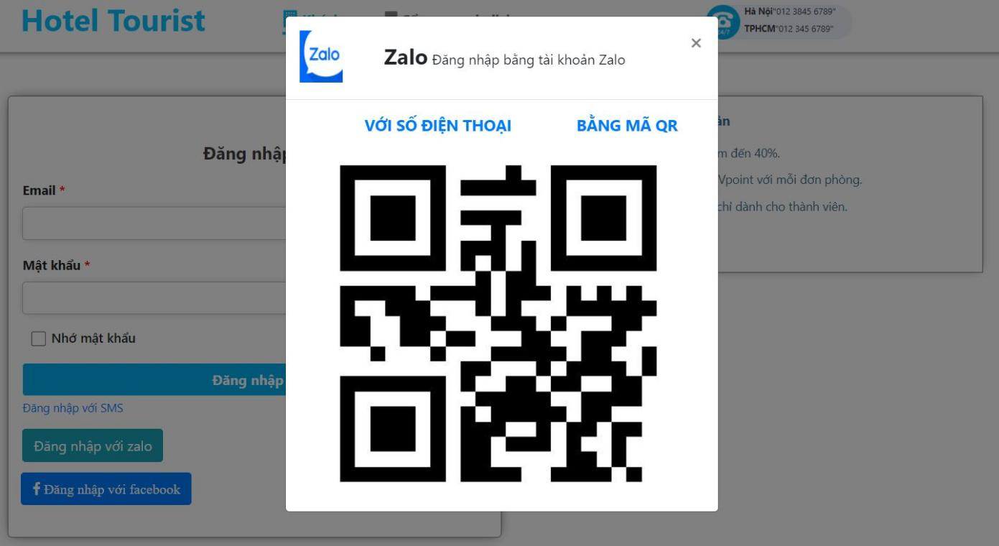 Hotel Tourist
Hà Nội"012 3845 6789"
TPHCM"012 345 6789"
24/7
Zalo
Zalo Đăng nhập bằng tài khoản Zalo
×
VỚI SỐ ĐIỆN THOẠI
BẰNG MÃ QR
Đăng nhập
Email *
Mật khẩu *
Nhớ mật khẩu
Đăng nhập
Đăng nhập với SMS
Đăng nhập với zalo
f Đăng nhập với facebook
đến 40%.
Vpoint với mỗi đơn phòng.
chỉ dành cho thành viên.